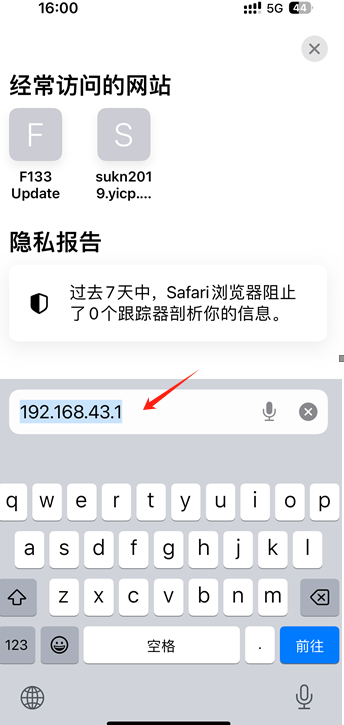 16:00
5G
44
经常访问的网站
F
S
F133
Update
sukn201
9.yicp....
隐私报告
过去7天中，Safari浏览器阻止
了0个跟踪器剖析你的信息。
192.168.43.1
q w e r t y u i o p
a s d f g h j k l
z x c v b n m
123
空格
.
前往